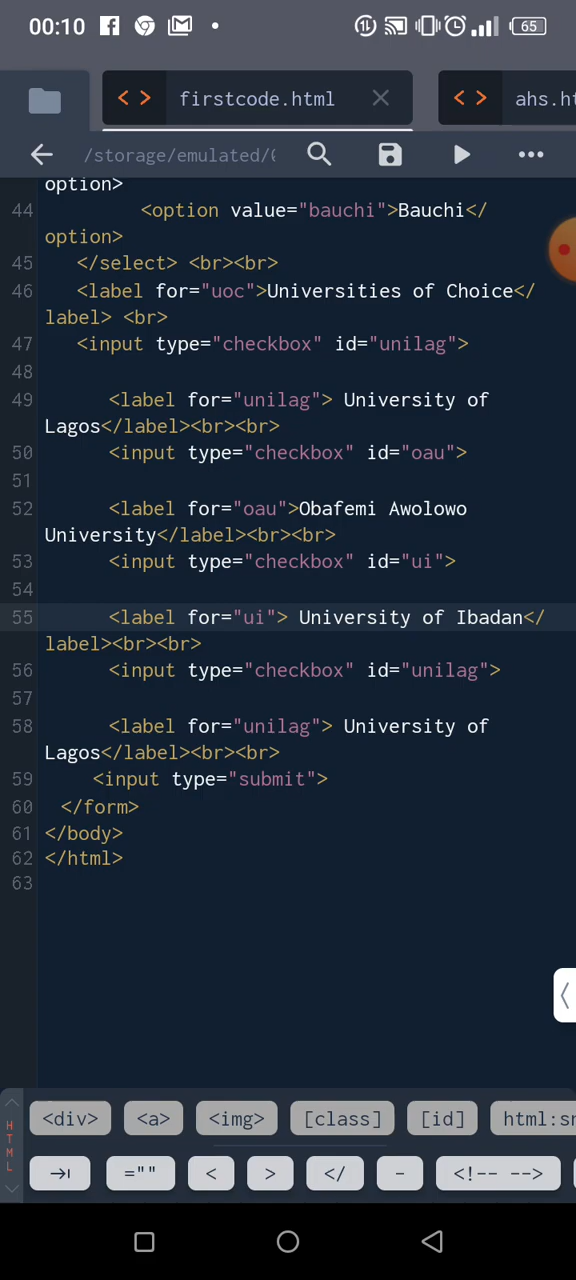 00:10 65
firstcode.html ahs.ht
/storage/emulated/0
option>
44 <option value="bauchi">Bauchi</
option>
45 </select> <br><br>
46 <label for="uoc">Universities of Choice</
label> <br>
47 <input type="checkbox" id="unilag">
48
49 <label for="unilag"> University of
Lagos</label><br><br>
50 <input type="checkbox" id="oau">
51
52 <label for="oau">Obafemi Awolowo
University</label><br><br>
53 <input type="checkbox" id="ui">
54
55 <label for="ui"> University of Ibadan</
label><br><br>
56 <input type="checkbox" id="unilag">
57
58 <label for="unilag"> University of
Lagos</label><br><br>
59 <input type="submit">
60 </form>
61 </body>
62 </html>
63
HTML
<div> <a> <img> [class] [id] html:sn
="" < > </ - <!-- -->